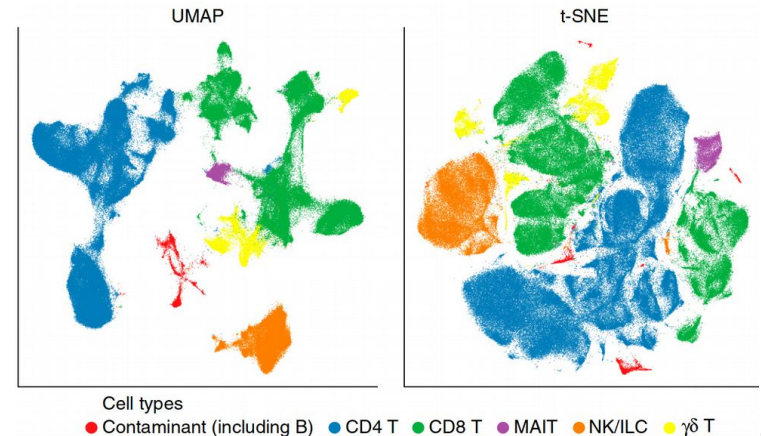 UMAP
t-SNE
Cell types
Contaminant (including B) CD4 T CD8 T MAIT NK/ILC γδ T